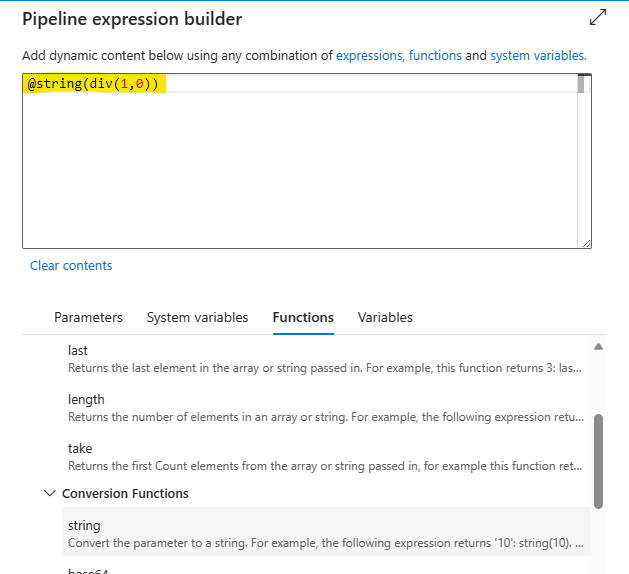 Pipeline expression builder
Add dynamic content below using any combination of expressions, functions and system variables.
@string(div(1,0))
Clear contents
Parameters System variables Functions Variables
last
Returns the last element in the array or string passed in. For example, this function returns 3: las...
length
Returns the number of elements in an array or string. For example, the following expression retu...
take
Returns the first Count elements from the array or string passed in, for example this function ret...
Conversion Functions
string
Convert the parameter to a string. For example, the following expression returns '10': string(10). ...
base64